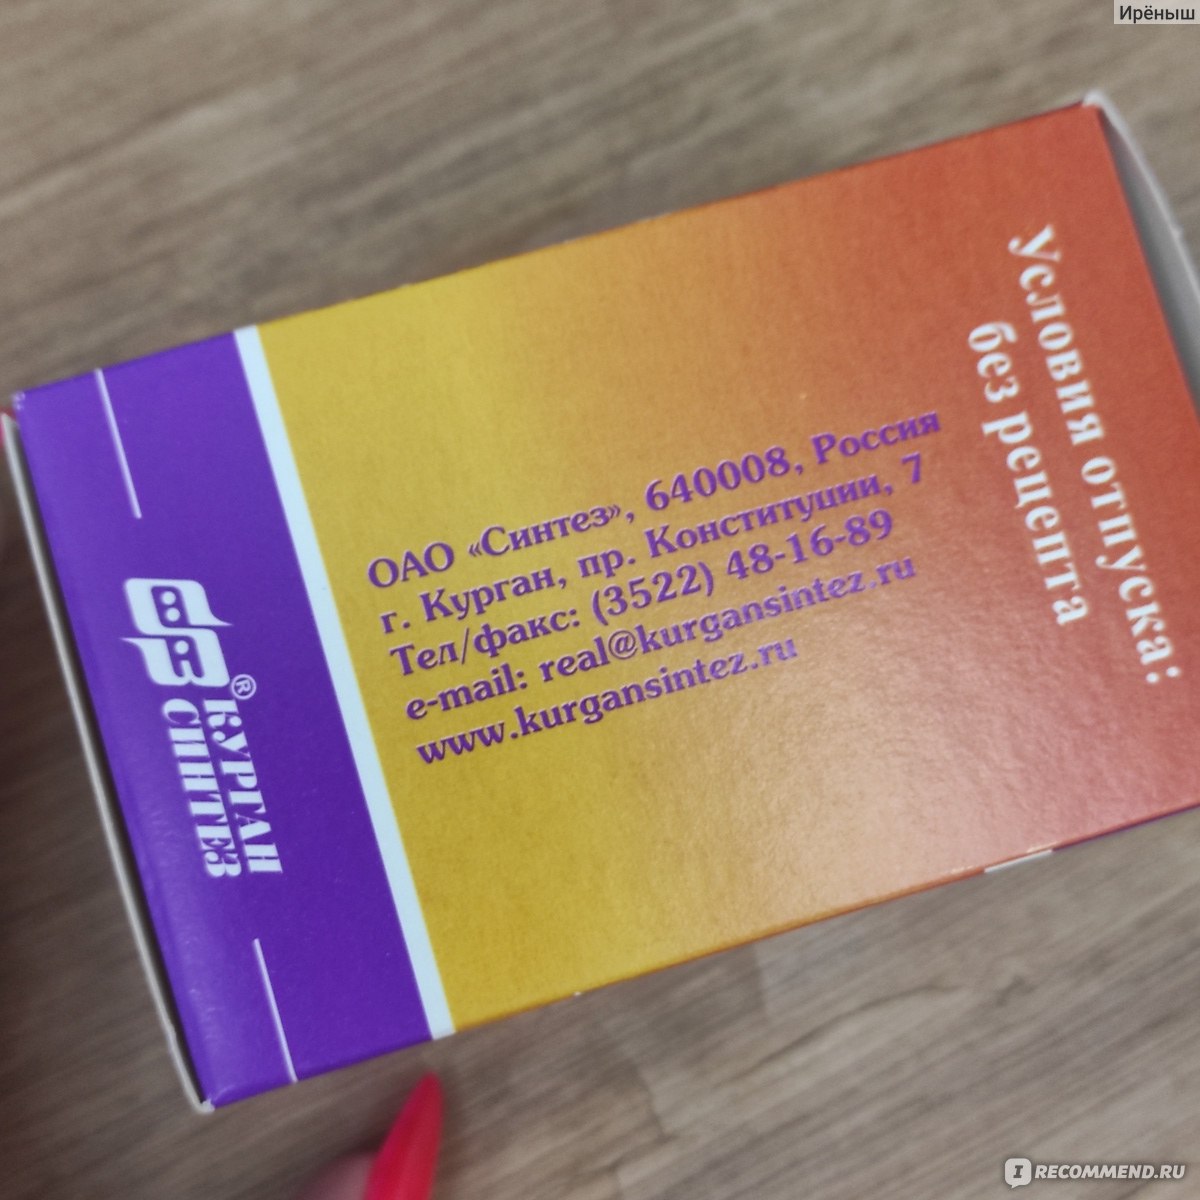 Ирёныш
Условия отпуска:
без рецепта
ОАО «Синтез», 640008, Россия
г. Курган, пр. Конституции, 7
Тел/факс: (3522) 48-16-89
e-mail: real@kurgansintez.ru
www.kurgansintez.ru
®КУРГАН
СИНТЕЗ
IRECOMMEND.RU